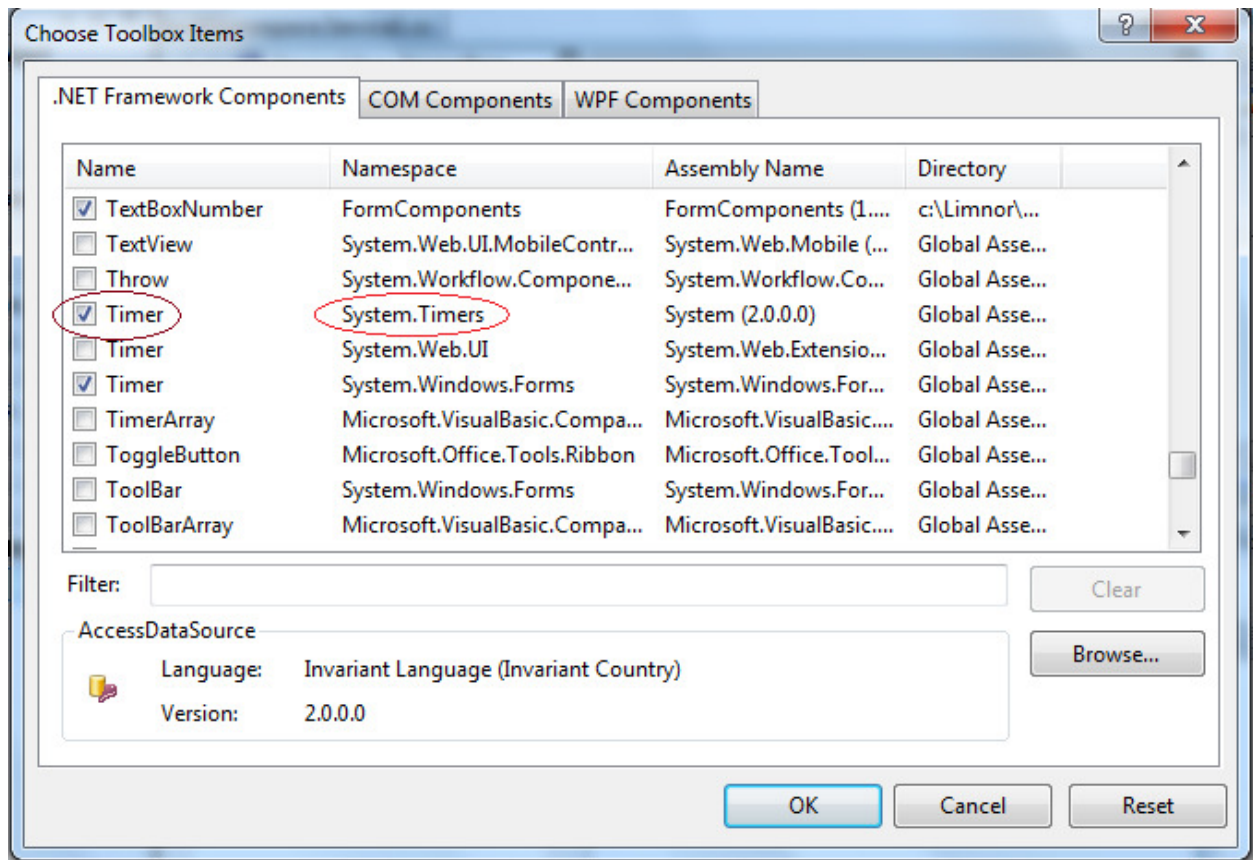 Choose Toolbox Items
.NET Framework Components COM Components WPF Components
Name Namespace Assembly Name Directory
TextBoxNumber FormComponents FormComponents (1.... c:\Limnor\...
TextView System.Web.UI.MobileContr... System.Web.Mobile (... Global Asse...
Throw System.Workflow.Compone... System.Workflow.Co... Global Asse...
Timer System.Timers System (2.0.0.0) Global Asse...
Timer System.Web.UI System.Web.Extensio... Global Asse...
Timer System.Windows.Forms System.Windows.For... Global Asse...
TimerArray Microsoft.VisualBasic.Compa... Microsoft.VisualBasic.... Global Asse...
ToggleButton Microsoft.Office.Tools.Ribbon Microsoft.Office.Tool... Global Asse...
ToolBar System.Windows.Forms System.Windows.For... Global Asse...
ToolBarArray Microsoft.VisualBasic.Compa... Microsoft.VisualBasic.... Global Asse...
Filter: Clear
AccessDataSource
Browse...
Language: Invariant Language (Invariant Country)
Version: 2.0.0.0
OK Cancel Reset